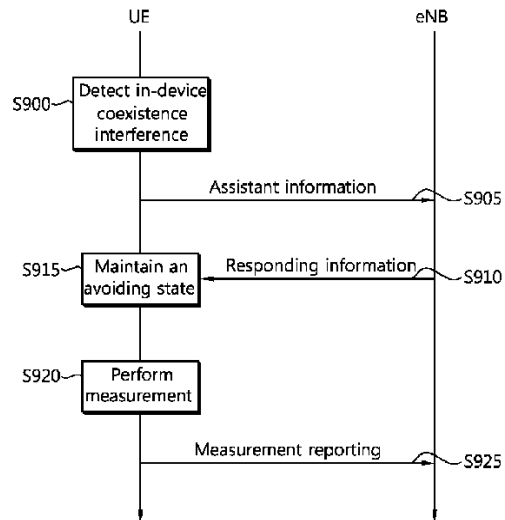 UE
eNB
S900
Detect in-device
coexistence
interference
Assistant information
S905
S915
Maintain an
avoiding state
Responding information
S910
S920
Perform
measurement
Measurement reporting
S925